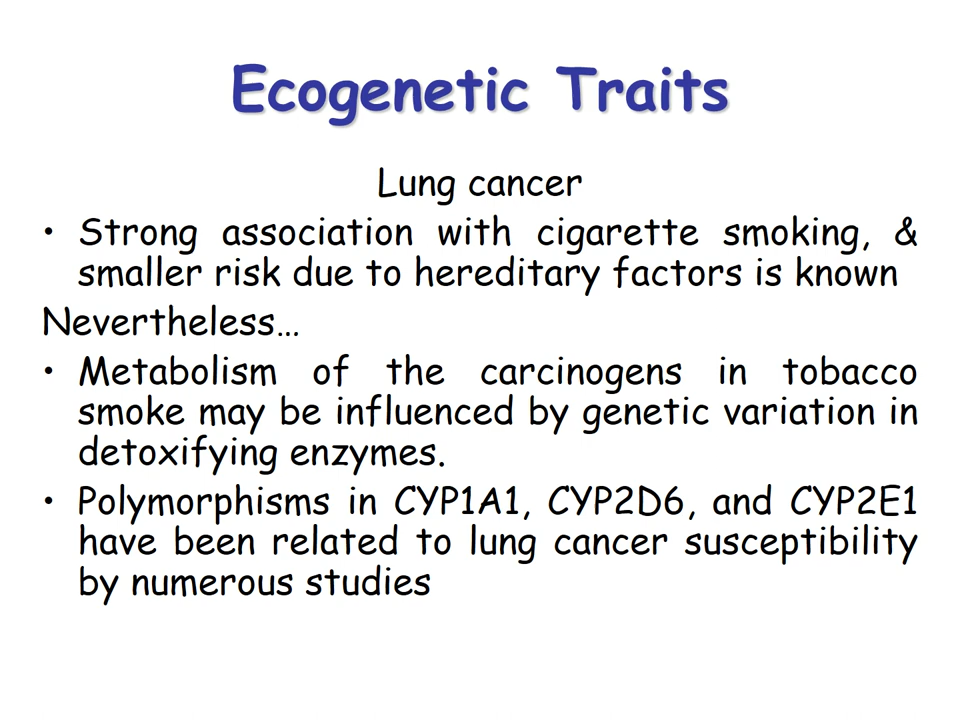 Ecogenetic Traits
Lung cancer
• Strong association with cigarette smoking, &
smaller risk due to hereditary factors is known
Nevertheless…
• Metabolism of the carcinogens in tobacco
smoke may be influenced by genetic variation in
detoxifying enzymes.
• Polymorphisms in CYP1A1, CYP2D6, and CYP2E1
have been related to lung cancer susceptibility
by numerous studies